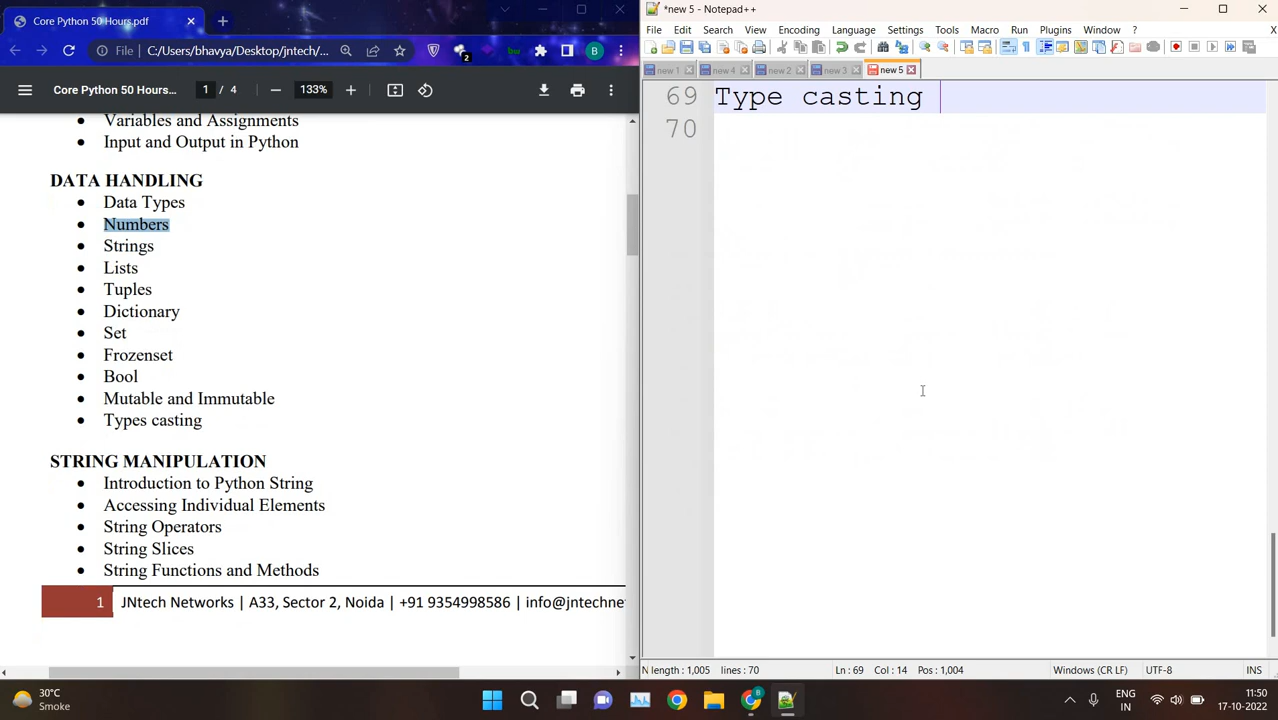 Core Python 50 Hours.pdf
File C:/Users/bhavya/Desktop/jntech/...
2
B
Core Python 50 Hours... 1 / 4 133%
Variables and Assignments
Input and Output in Python
DATA HANDLING
Data Types
Numbers
Strings
Lists
Tuples
Dictionary
Set
Frozenset
Bool
Mutable and Immutable
Types casting
STRING MANIPULATION
Introduction to Python String
Accessing Individual Elements
String Operators
String Slices
String Functions and Methods
1 JNtech Networks | A33, Sector 2, Noida | +91 9354998586 | info@jntechne
*new 5 - Notepad++
File Edit Search View Encoding Language Settings Tools Macro Run Plugins Window ? X
new 1 new 4 new 2 new 3 new 5
69 Type casting
70
N length : 1,005 lines : 70 Ln : 69 Col : 14 Pos : 1,004 Windows (CR LF) UTF-8 INS
30°C
Smoke
ENG
IN
11:50
17-10-2022